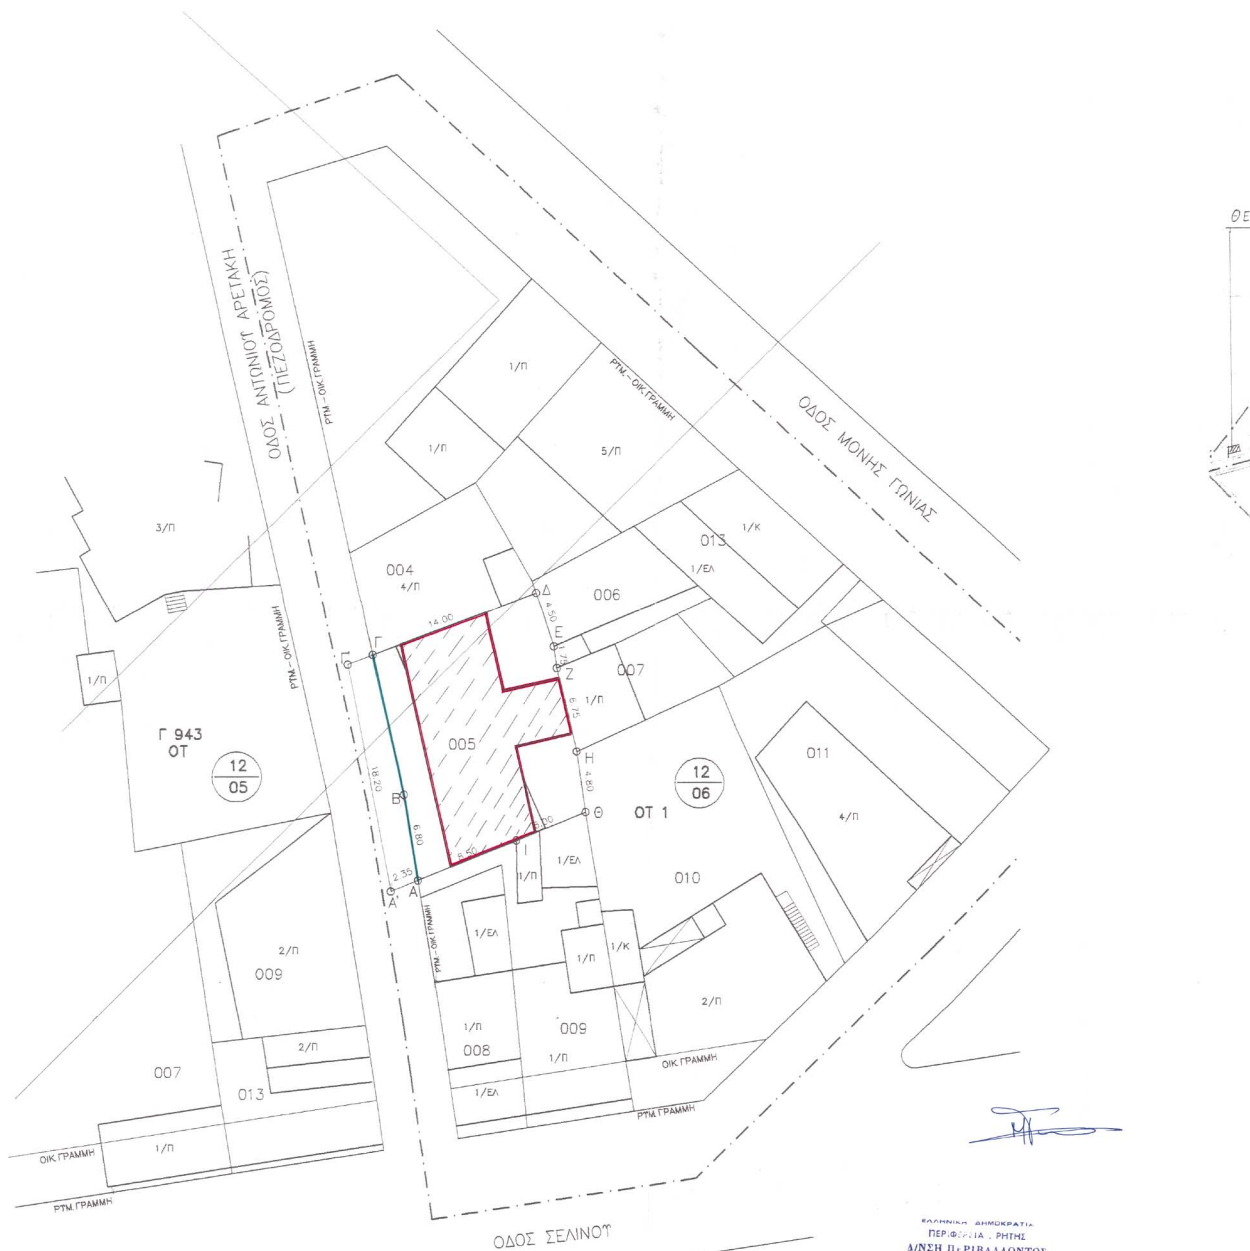 ΘΕ
ΟΔΟΣ ΑΝΤΩΝΙΟΥ ΑΡΕΤΑΚΗ
(ΠΕΖΟΔΡΟΜΟΣ)
ΡΤΜ – ΟΙΚ.ΓΡΑΜΜΗ
1/Π
ΡΤΜ. – ΟΙΚ.ΓΡΑΜΜΗ
ΟΔΟΣ ΜΟΝΗΣ ΓΩΝΙΑΣ
1/Π
5/Π
3/Π
1/Κ
013
1/ΕΛ
004
4/Π
006
Δ
4.50
14.00
Ε
1.75
Ζ
Γ
Γ'
ΡΤΜ – ΟΙΚ.ΓΡΑΜΜΗ
007
1/Π
1/Π
6.75
Γ 943
ΟΤ
12
05
005
Η
12
06
011
18.20
4.80
Β
Θ
ΟΤ 1
4/Π
6.80
5.00
Ι
8.50
2.35
Α
Α'
1/ΕΛ
1/Π
010
ΡΤΜ – ΟΙΚ.ΓΡΑΜΜΗ
1/ΕΛ
1/Κ
1/Π
2/Π
009
2/Π
1/Π
009
008
1/Π
2/Π
ΟΙΚ.ΓΡΑΜΜΗ
007
013
1/ΕΛ
ΡΤΜ.ΓΡΑΜΜΗ
1/Π
ΟΙΚ.ΓΡΑΜΜΗ
ΡΤΜ.ΓΡΑΜΜΗ
ΟΔΟΣ ΣΕΛΙΝΟΥ
ΕΛΛΗΝΙΚΗ ΔΗΜΟΚΡΑΤΙΑ
Δ/ΝΣΗ ΠΕΡΙΒΑΛΛΟΝΤΟΣ